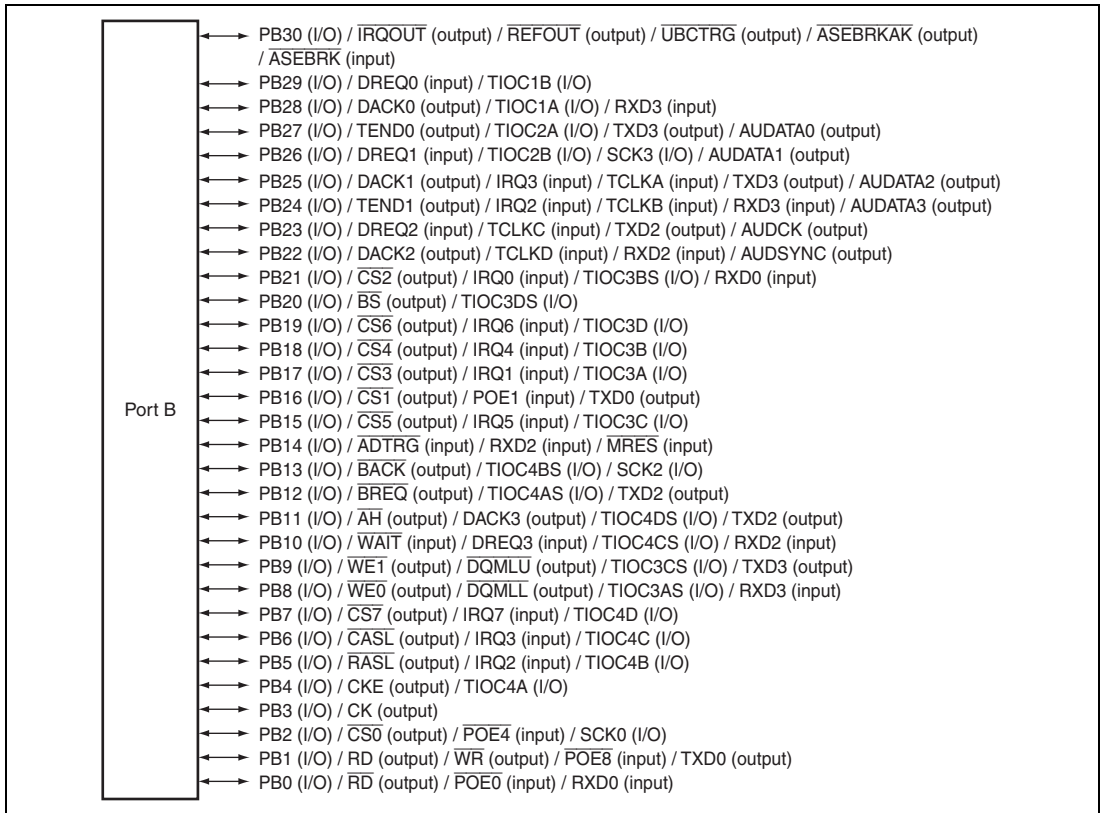 PB30 (I/O) / IRQOUT (output) / REFOUT (output) / UBCTRG (output) / ASEBRKAK (output)
/ ASEBRK (input)
PB29 (I/O) / DREQ0 (input) / TIOC1B (I/O)
PB28 (I/O) / DACK0 (output) / TIOC1A (I/O) / RXD3 (input)
PB27 (I/O) / TEND0 (output) / TIOC2A (I/O) / TXD3 (output) / AUDATA0 (output)
PB26 (I/O) / DREQ1 (input) / TIOC2B (I/O) / SCK3 (I/O) / AUDATA1 (output)
PB25 (I/O) / DACK1 (output) / IRQ3 (input) / TCLKA (input) / TXD3 (output) / AUDATA2 (output)
PB24 (I/O) / TEND1 (output) / IRQ2 (input) / TCLKB (input) / RXD3 (input) / AUDATA3 (output)
PB23 (I/O) / DREQ2 (input) / TCLKC (input) / TXD2 (output) / AUDCK (output)
PB22 (I/O) / DACK2 (output) / TCLKD (input) / RXD2 (input) / AUDSYNC (output)
PB21 (I/O) / CS2 (output) / IRQ0 (input) / TIOC3BS (I/O) / RXD0 (input)
PB20 (I/O) / BS (output) / TIOC3DS (I/O)
PB19 (I/O) / CS6 (output) / IRQ6 (input) / TIOC3D (I/O)
PB18 (I/O) / CS4 (output) / IRQ4 (input) / TIOC3B (I/O)
PB17 (I/O) / CS3 (output) / IRQ1 (input) / TIOC3A (I/O)
PB16 (I/O) / CS1 (output) / POE1 (input) / TXD0 (output)
Port B
PB15 (I/O) / CS5 (output) / IRQ5 (input) / TIOC3C (I/O)
PB14 (I/O) / ADTRG (input) / RXD2 (input) / MRES (input)
PB13 (I/O) / BACK (output) / TIOC4BS (I/O) / SCK2 (I/O)
PB12 (I/O) / BREQ (output) / TIOC4AS (I/O) / TXD2 (output)
PB11 (I/O) / AH (output) / DACK3 (output) / TIOC4DS (I/O) / TXD2 (output)
PB10 (I/O) / WAIT (input) / DREQ3 (input) / TIOC4CS (I/O) / RXD2 (input)
PB9 (I/O) / WE1 (output) / DQMLU (output) / TIOC3CS (I/O) / TXD3 (output)
PB8 (I/O) / WE0 (output) / DQMLL (output) / TIOC3AS (I/O) / RXD3 (input)
PB7 (I/O) / CS7 (output) / IRQ7 (input) / TIOC4D (I/O)
PB6 (I/O) / CASL (output) / IRQ3 (input) / TIOC4C (I/O)
PB5 (I/O) / RASL (output) / IRQ2 (input) / TIOC4B (I/O)
PB4 (I/O) / CKE (output) / TIOC4A (I/O)
PB3 (I/O) / CK (output)
PB2 (I/O) / CS0 (output) / POE4 (input) / SCK0 (I/O)
PB1 (I/O) / RD (output) / WR (output) / POE8 (input) / TXD0 (output)
PB0 (I/O) / RD (output) / POE0 (input) / RXD0 (input)